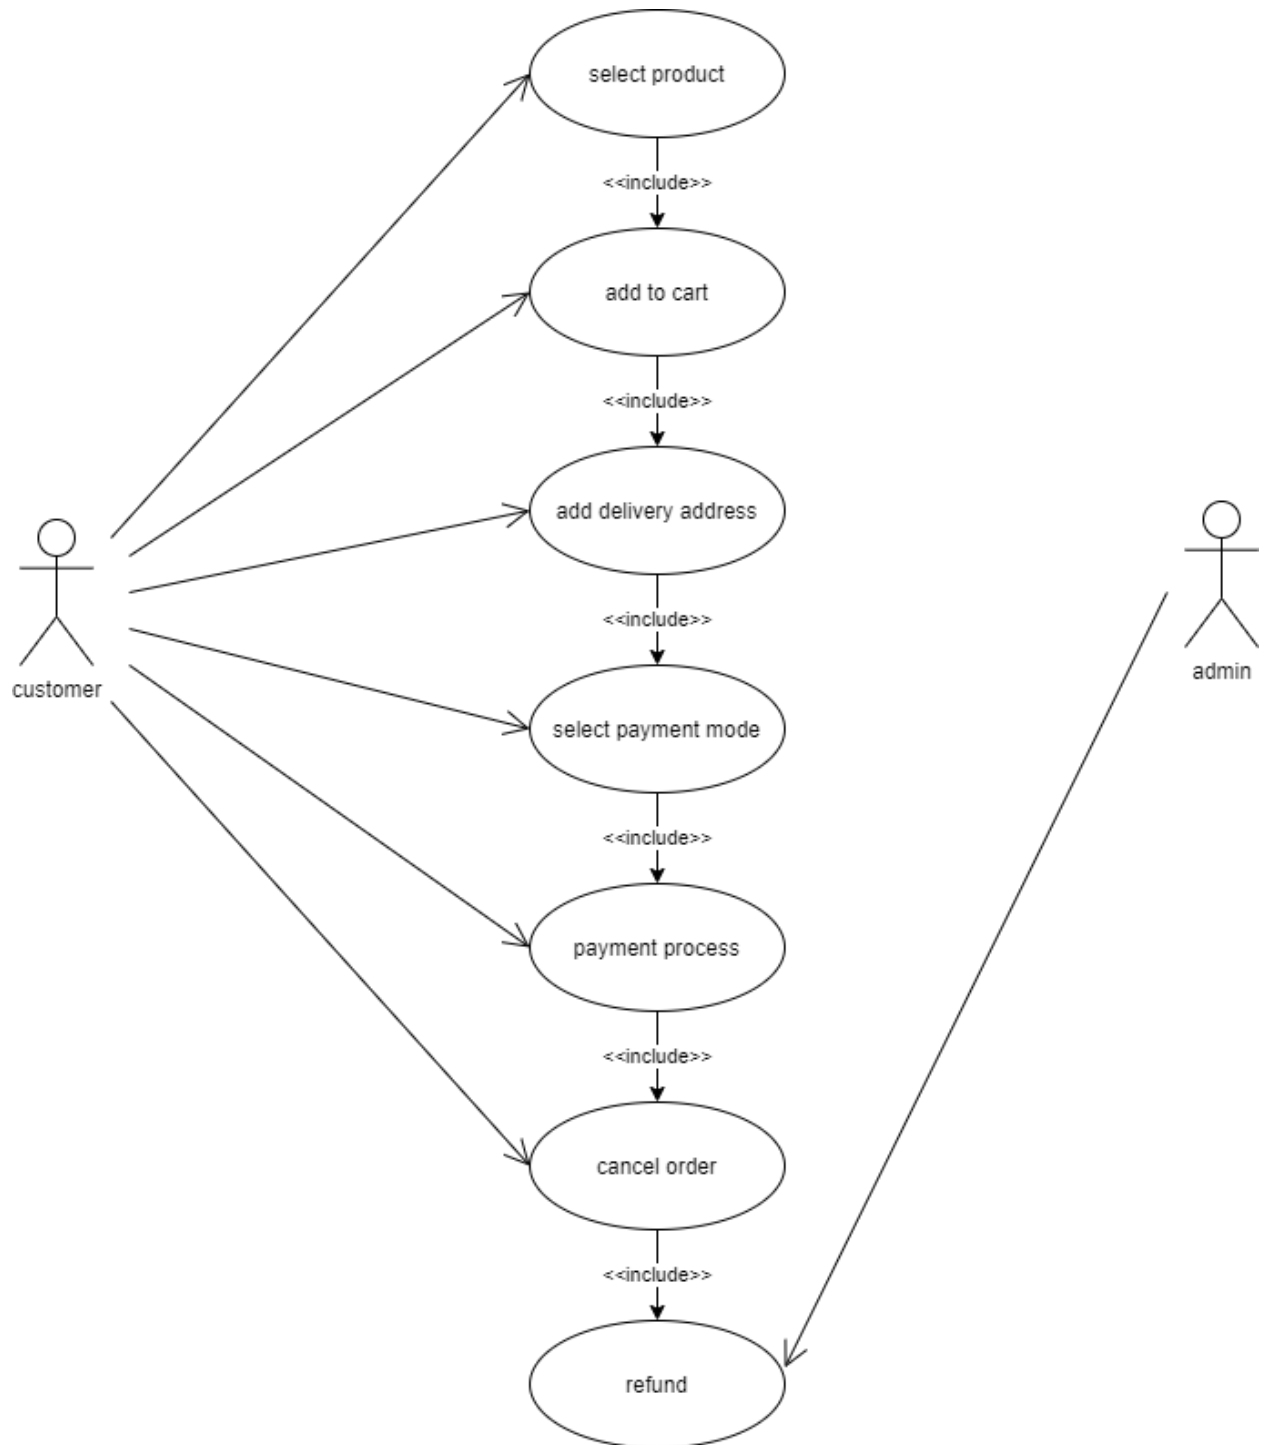 select product
<<include>>
add to cart
<<include>>
add delivery address
<<include>>
customer
admin
select payment mode
<<include>>
payment process
<<include>>
cancel order
<<include>>
refund